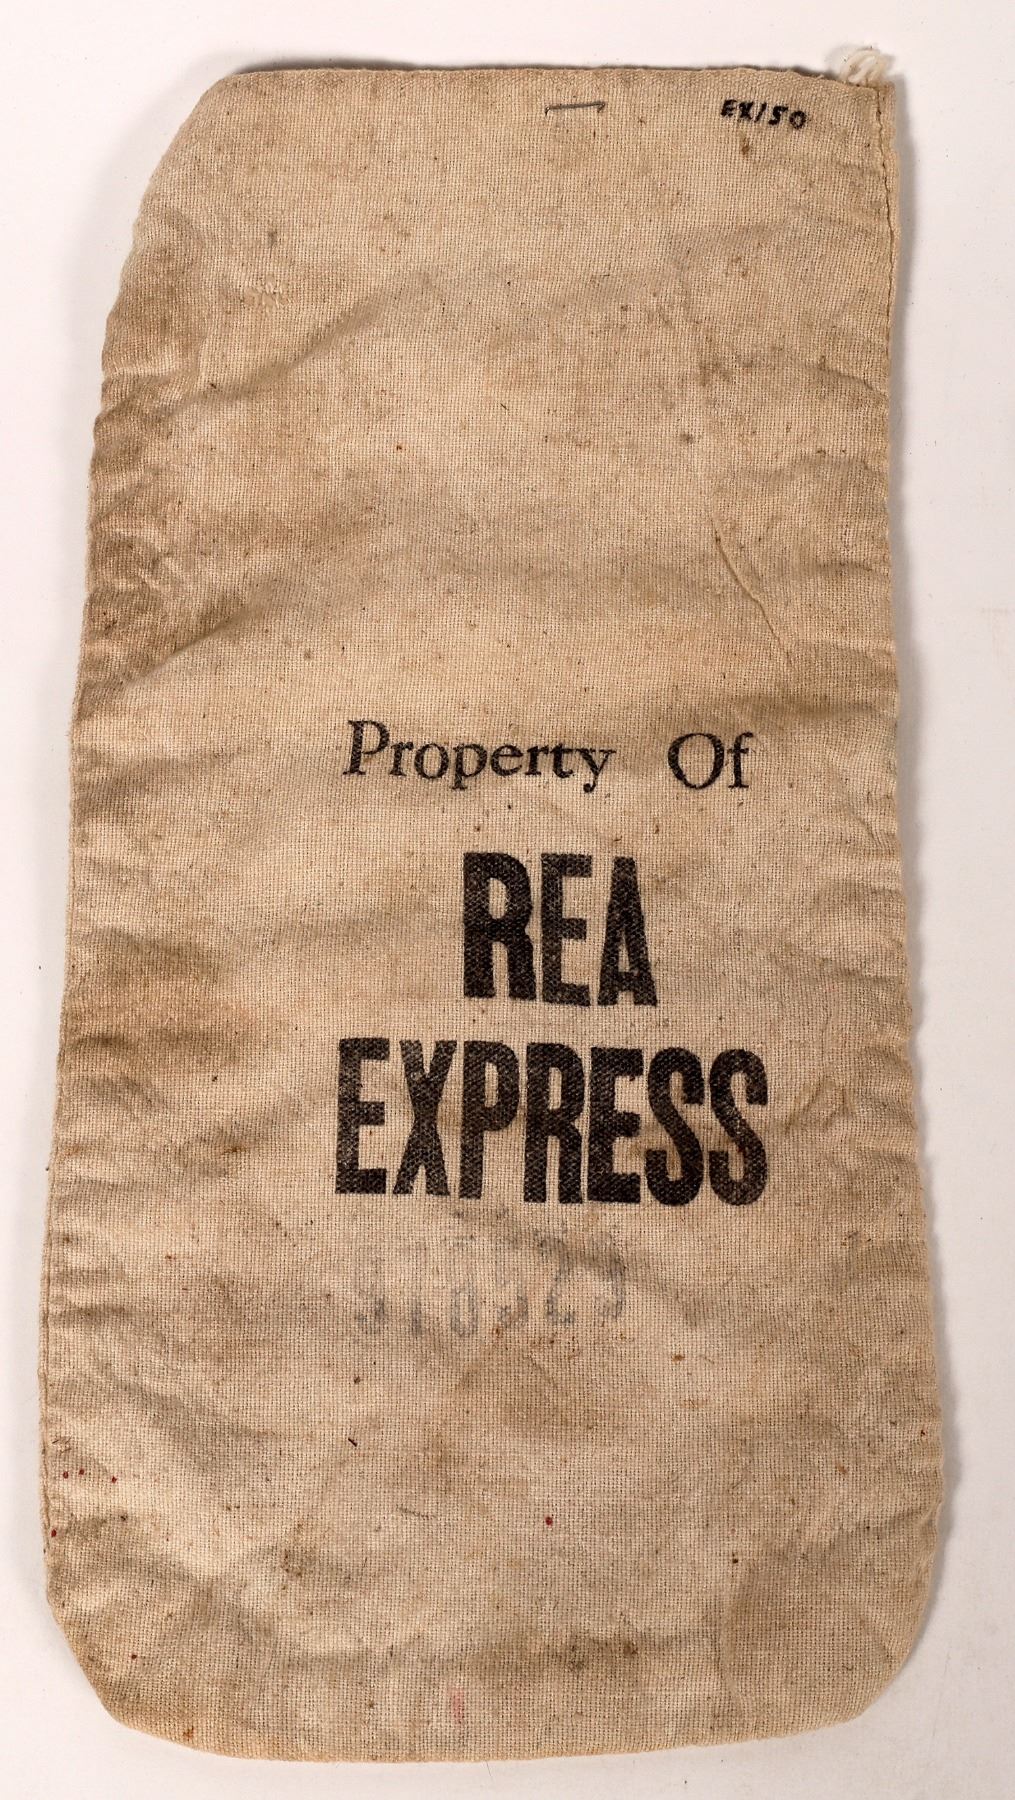 EX/50
Property Of
REA
EXPRESS